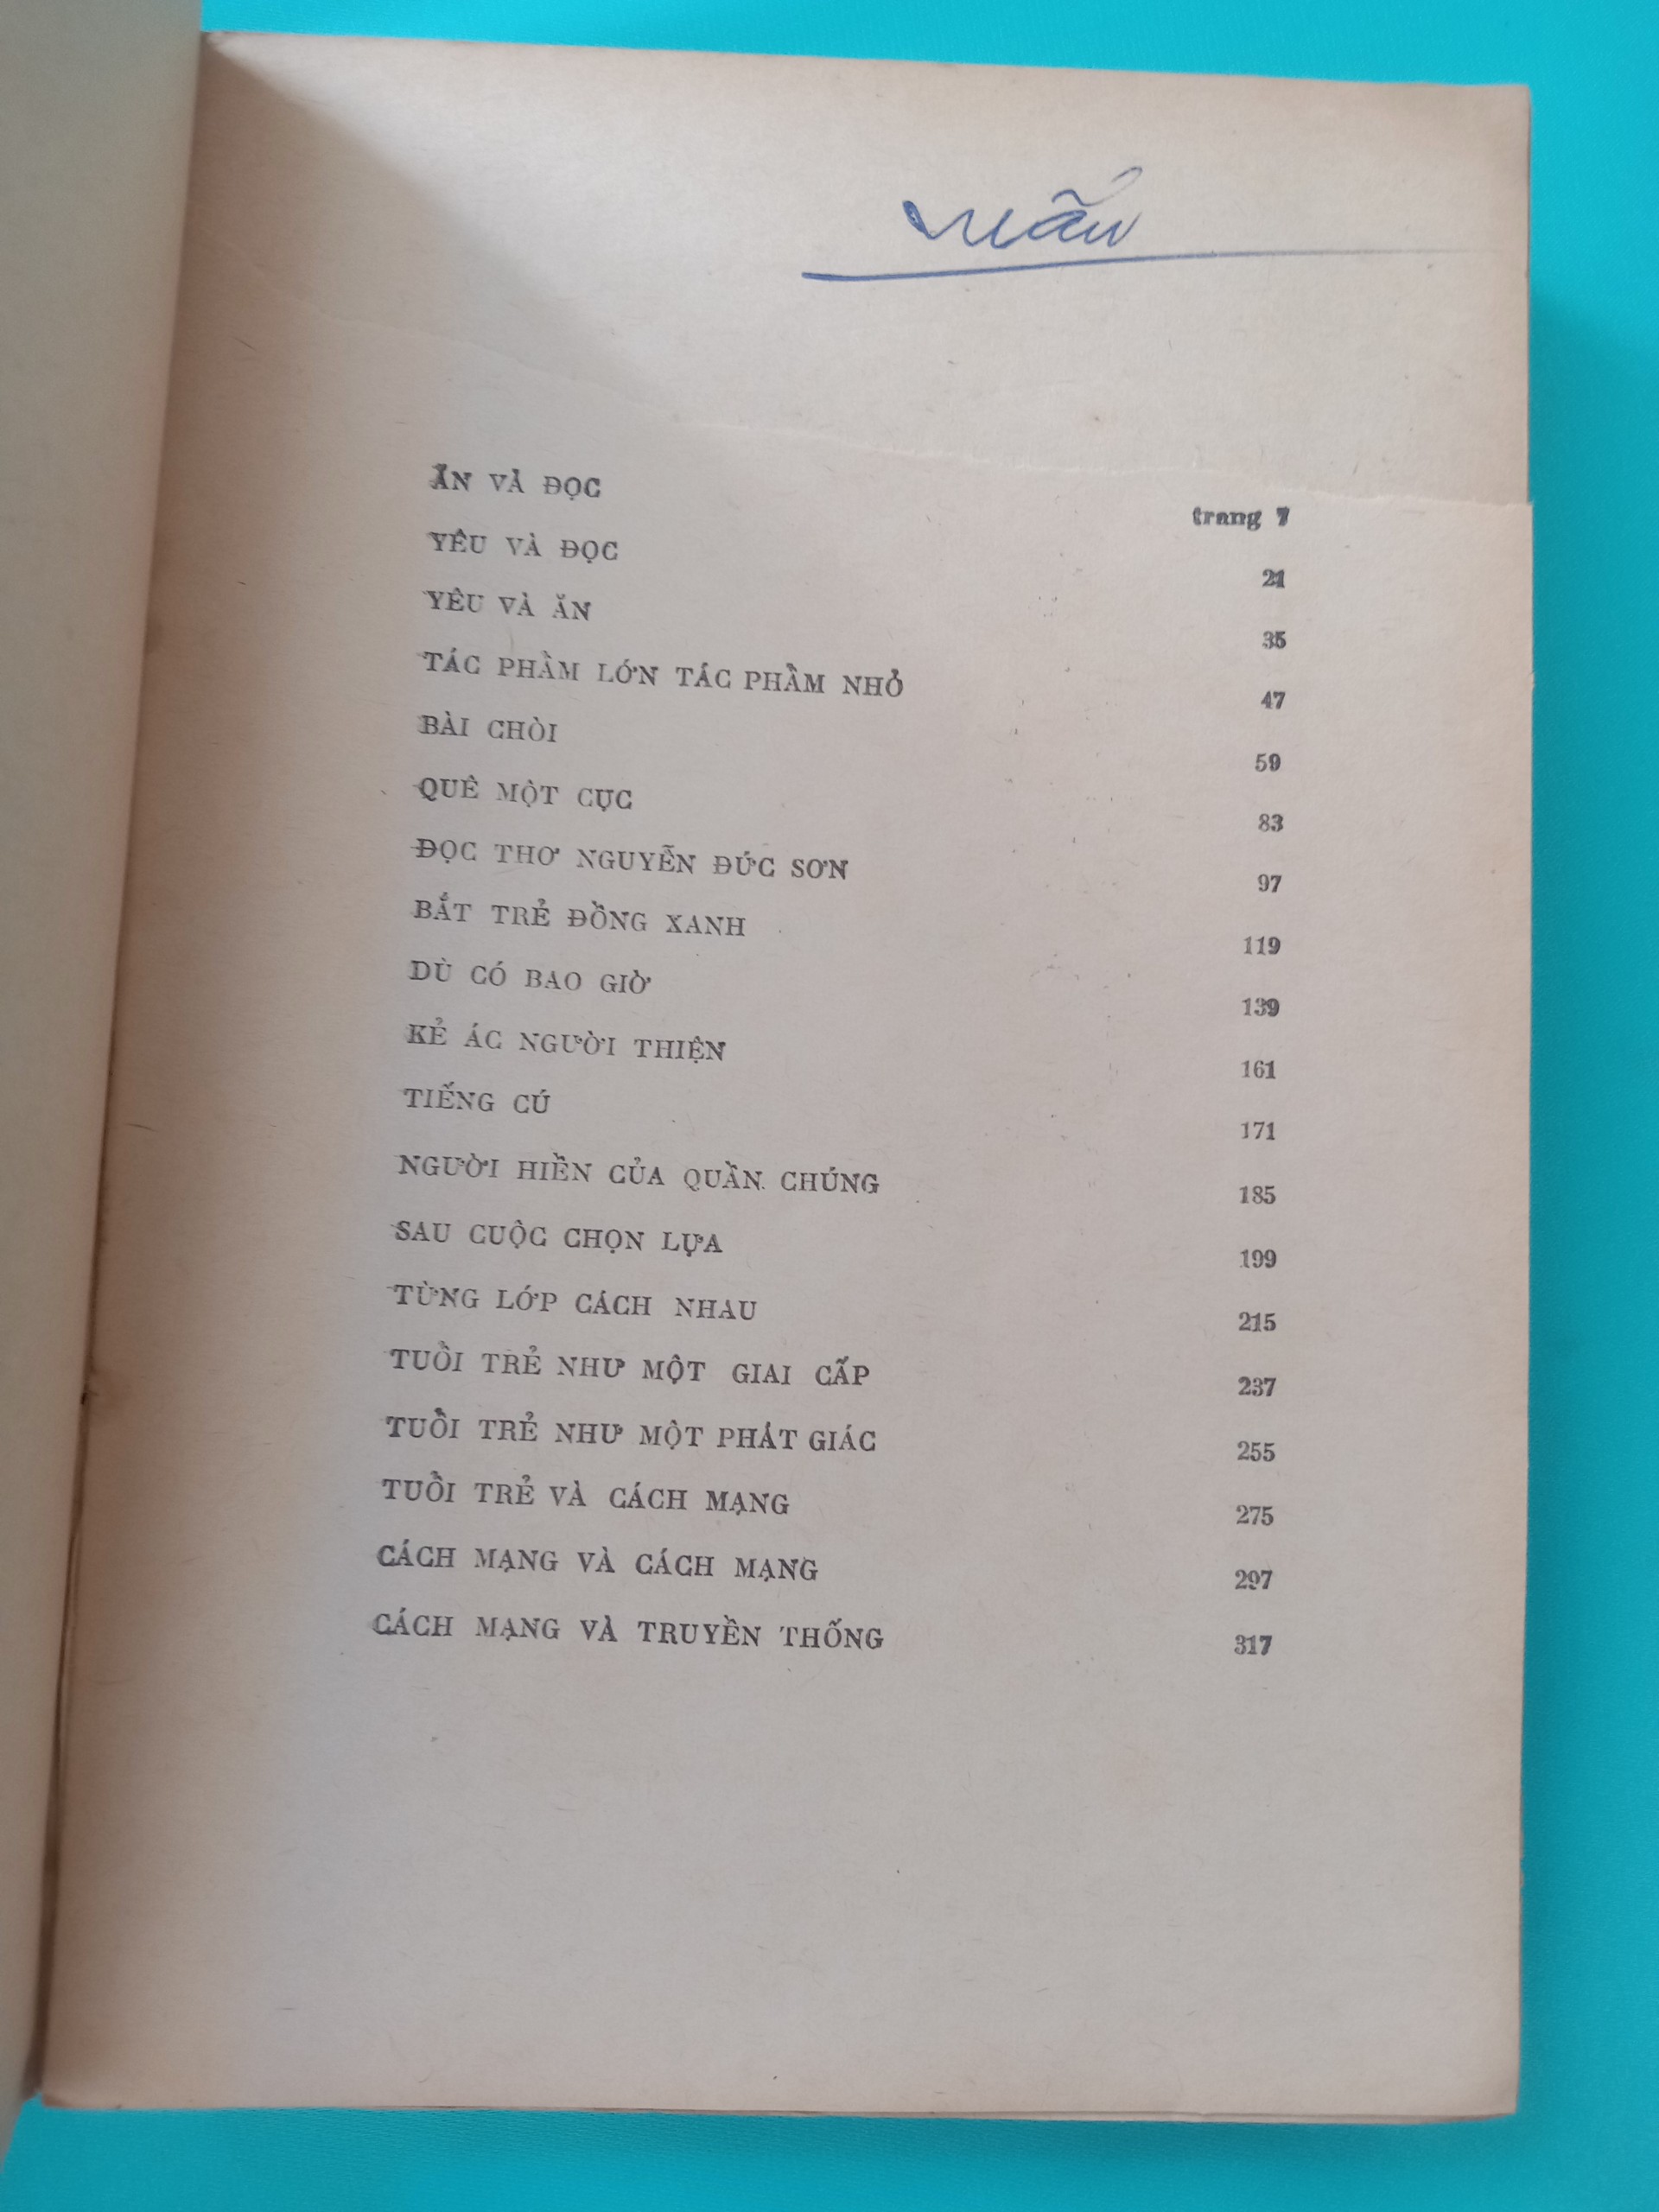 ĂN VÀ ĐỌC trang 7
YÊU VÀ ĐỌC 21
YÊU VÀ ĂN 35
TÁC PHẨM LỚN TÁC PHẨM NHỎ 47
BÀI CHÒI 59
QUÊ MỘT CỤC 83
ĐỌC THƠ NGUYỄN ĐỨC SƠN 97
BẮT TRẺ ĐỒNG XANH 119
DÙ CÓ BAO GIỜ 139
KẺ ÁC NGƯỜI THIỆN 161
TIẾNG CÚ 171
NGƯỜI HIỀN CỦA QUẦN CHÚNG 185
SAU CUỘC CHỌN LỰA 199
TỪNG LỚP CÁCH NHAU 215
TUỔI TRẺ NHƯ MỘT GIAI CẤP 237
TUỔI TRẺ NHƯ MỘT PHÁT GIÁC 255
TUỔI TRẺ VÀ CÁCH MẠNG 275
CÁCH MẠNG VÀ CÁCH MẠNG 297
CÁCH MẠNG VÀ TRUYỀN THỐNG 317